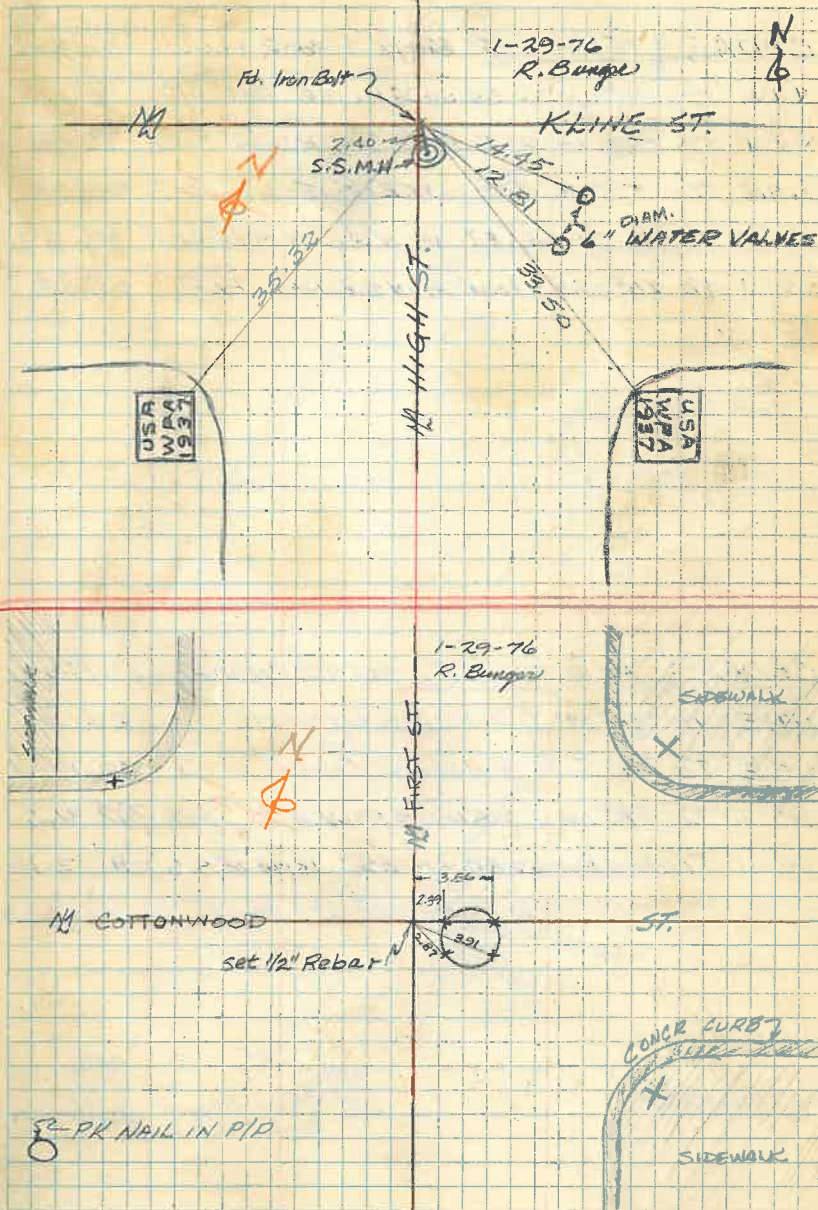 1-29-76
N
R. Bunger
Fd. Iron Bolt
KLINE ST.
2.40
S.S.M.H
N
14.45
12.81
DIAM.
6" WATER VALVES
35.32
33.50
HIGH ST.
USA
WPA
1937
USA
WPA
1937
1-29-76
R. Bunger
SIDEWALK
SIDEWALK
N
FIRST ST.
3.56
2.39
COTTONWOOD
ST.
2.87
3.91
set 1/2" Rebar
CONCR CURB
PK NAIL IN P/P
SIDEWALK